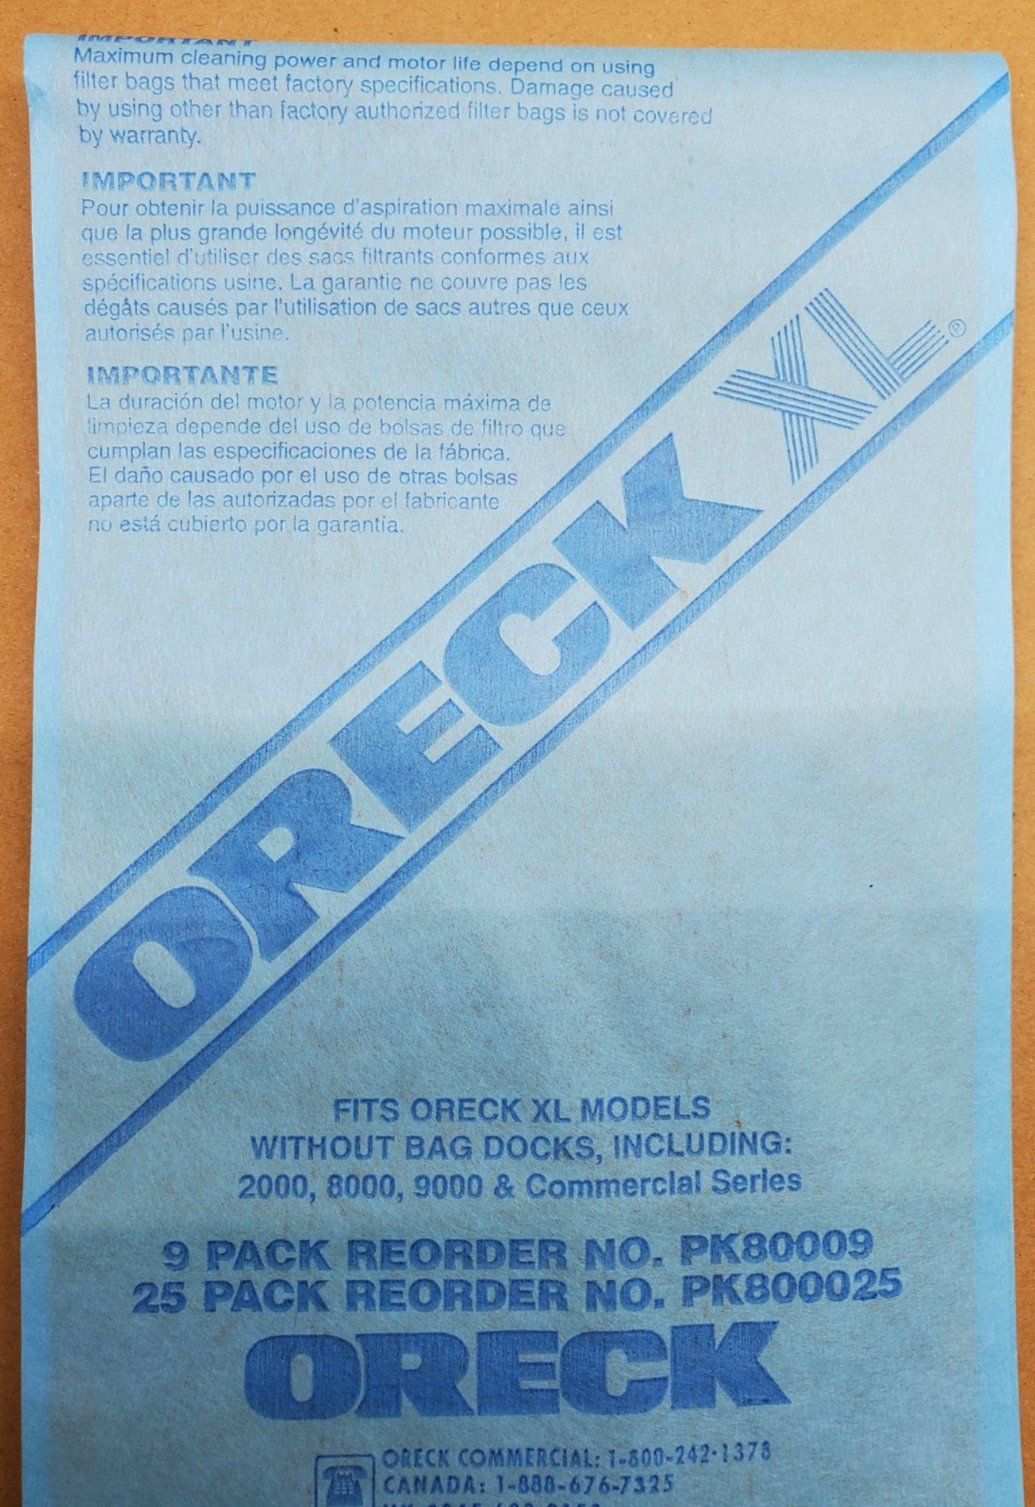 IMPORTANT
Maximum cleaning power and motor life depend on using
filter bags that meet factory specifications. Damage caused
by using other than factory authorized filter bags is not covered
by warranty.
IMPORTANT
Pour obtenir la puissance d'aspiration maximale ainsi
que la plus grande longévité du moteur possible, il est
essentiel d'utiliser des sacs filtrants conformes aux
spécifications usine. La garantie ne couvre pas les
dégâts causés par l'utilisation de sacs autres que ceux
autorisés par l'usine.
IMPORTANTE
La duración del motor y la potencia máxima de
limpieza depende del uso de bolsas de filtro que
cumplan las especificaciones de la fábrica.
El daño causado por el uso de otras bolsas
aparte de las autorizadas por el fabricante
no está cubierto por la garantía.
ORECK XL®
FITS ORECK XL MODELS
WITHOUT BAG DOCKS, INCLUDING:
2000, 8000, 9000 & Commercial Series
9 PACK REORDER NO. PK80009
25 PACK REORDER NO. PK800025
ORECK
ORECK COMMERCIAL: 1-800-242-1378
CANADA: 1-888-676-7325